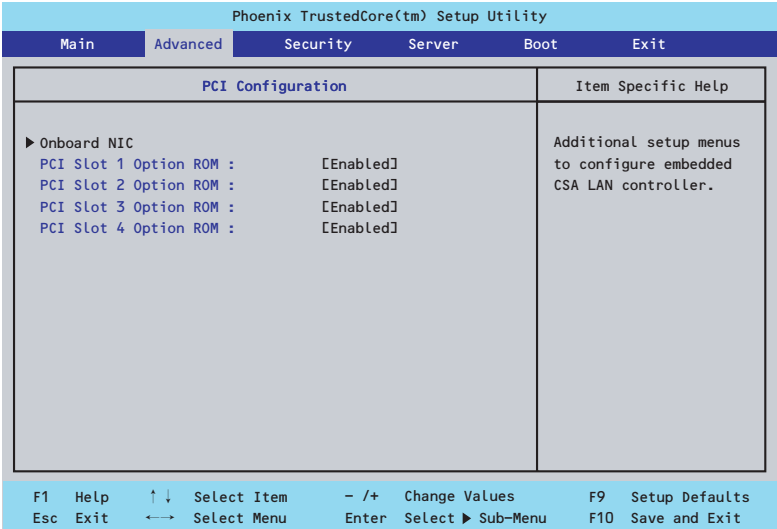 Phoenix TrustedCore(tm) Setup Utility
Main Advanced Security Server Boot Exit
PCI Configuration
Item Specific Help
▶ Onboard NIC
PCI Slot 1 Option ROM : [Enabled]
PCI Slot 2 Option ROM : [Enabled]
PCI Slot 3 Option ROM : [Enabled]
PCI Slot 4 Option ROM : [Enabled]
Additional setup menus
to configure embedded
CSA LAN controller.
F1 Help ↑↓ Select Item - /+ Change Values F9 Setup Defaults
Esc Exit ←→ Select Menu Enter Select ▶ Sub-Menu F10 Save and Exit